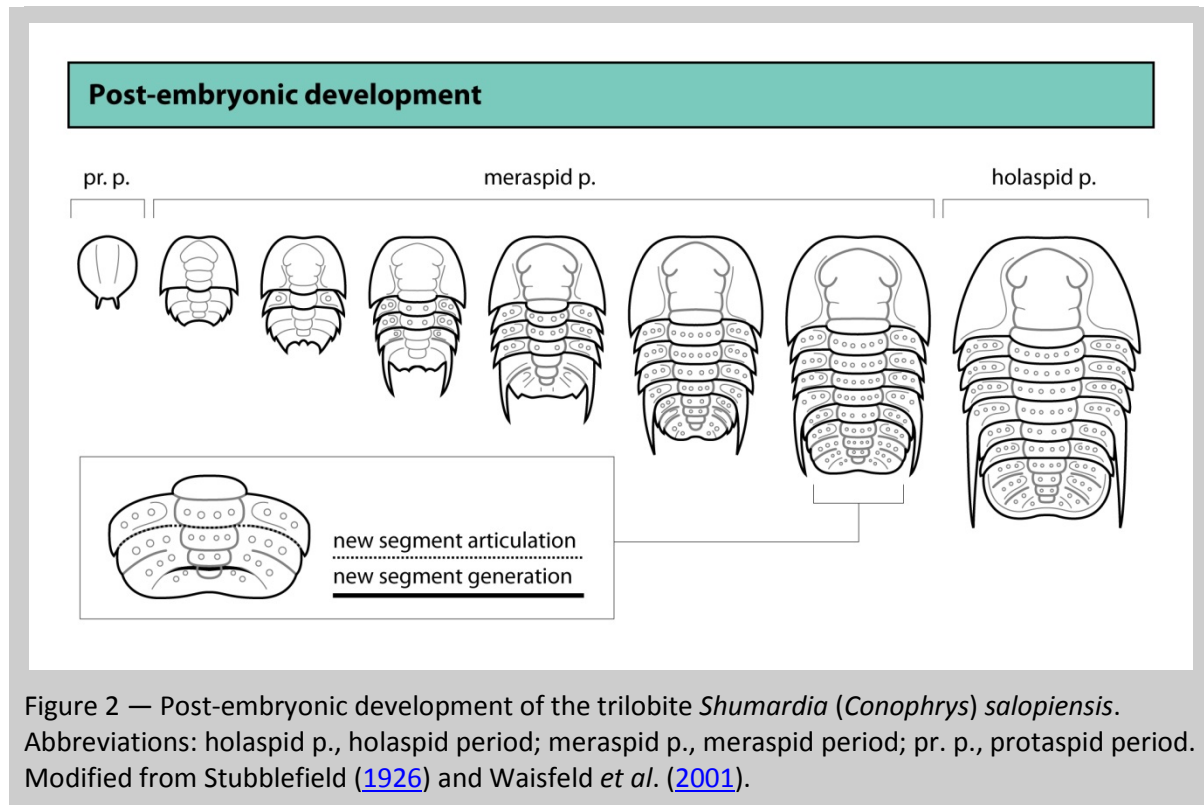 Post-embryonic development
pr. p.
meraspid p.
holaspid p.
new segment articulation
new segment generation
Figure 2 — Post-embryonic development of the trilobite Shumardia (Conophrys) salopiensis.
Abbreviations: holaspid p., holaspid period; meraspid p., meraspid period; pr. p., protaspid period.
Modified from Stubblefield (1926) and Waisfeld et al. (2001).